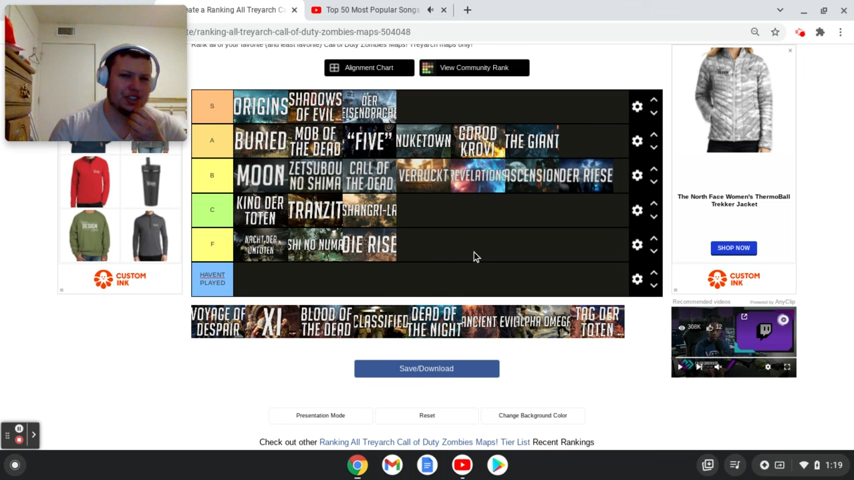 eate a Ranking All Treyarch C
Top 50 Most Popular Songs
te/ranking-all-treyarch-call-of-duty-zombies-maps-504048
Rank all of your favorite (and least favorite) Call of Duty Zombies Maps! Treyarch maps only!
Alignment Chart
View Community Rank
S
ORIGINS
SHADOWS OF EVIL
DER EISENDRACHE
A
BURIED
MOB OF THE DEAD
"FIVE"
NUKETOWN
GOROD KROVI
THE GIANT
B
MOON
ZETSUBOU NO SHIMA
CALL OF THE DEAD
VERRÜCKT
REVELATIONS
ASCENSION
DER RIESE
C
KINO DER TOTEN
TRANZIT
SHANGRI-LA
F
NACHT DER UNTOTEN
SHI NO NUMA
DIE RISE
HAVENT PLAYED
VOYAGE OF DESPAIR
XI
BLOOD OF THE DEAD
CLASSIFIED
DEAD OF THE NIGHT
ANCIENT EVIL
ALPHA OMEGA
TAG DER TOTEN
Save/Download
Presentation Mode
Reset
Change Background Color
Check out other Ranking All Treyarch Call of Duty Zombies Maps! Tier List Recent Rankings
CUSTOM INK
The North Face Women's ThermoBall Trekker Jacket
SHOP NOW
CUSTOM INK
Recommended videos
Powered by AnyClip
308K
12
1:19